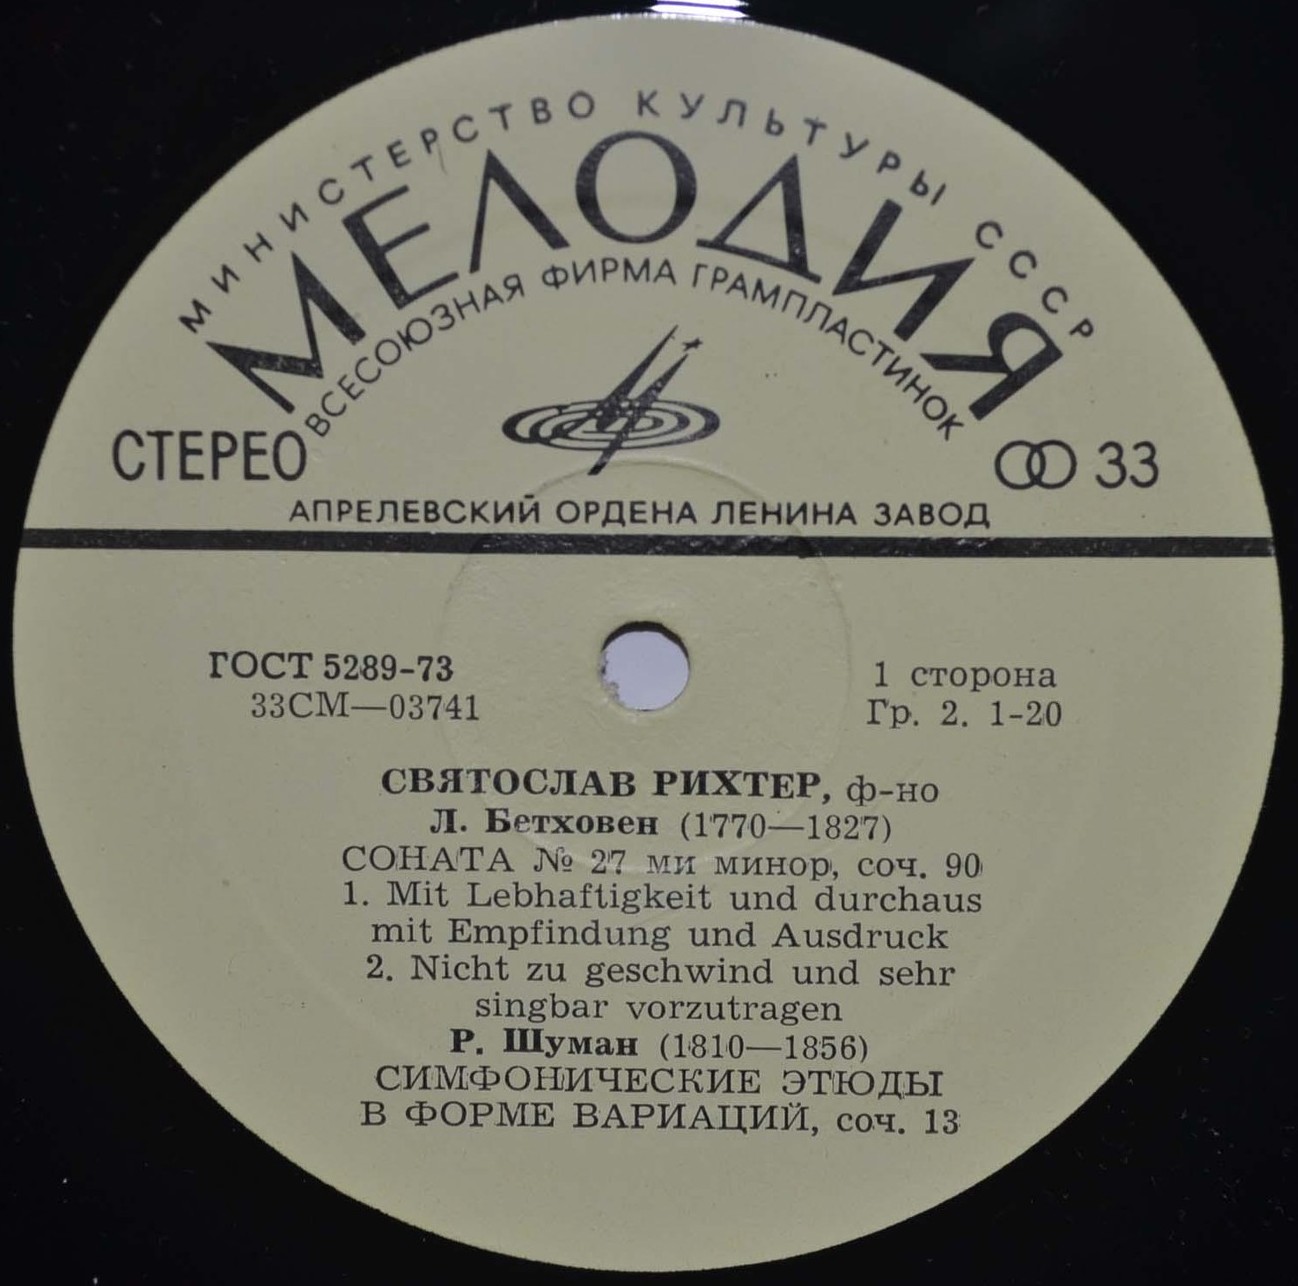 МИНИСТЕРСТВО КУЛЬТУРЫ СССР
МЕЛОДИЯ
ВСЕСОЮЗНАЯ ФИРМА ГРАМПЛАСТИНОК
СТЕРЕО
33
АПРЕЛЕВСКИЙ ОРДЕНА ЛЕНИНА ЗАВОД
ГОСТ 5289-73
33СМ—03741
1 сторона
Гр. 2. 1-20
СВЯТОСЛАВ РИХТЕР, ф-но
Л. Бетховен (1770—1827)
СОНАТА № 27 ми минор, соч. 90
1. Mit Lebhaftigkeit und durchaus
mit Empfindung und Ausdruck
2. Nicht zu geschwind und sehr
singbar vorzutragen
Р. Шуман (1810—1856)
СИМФОНИЧЕСКИЕ ЭТЮДЫ
В ФОРМЕ ВАРИАЦИЙ, соч. 13